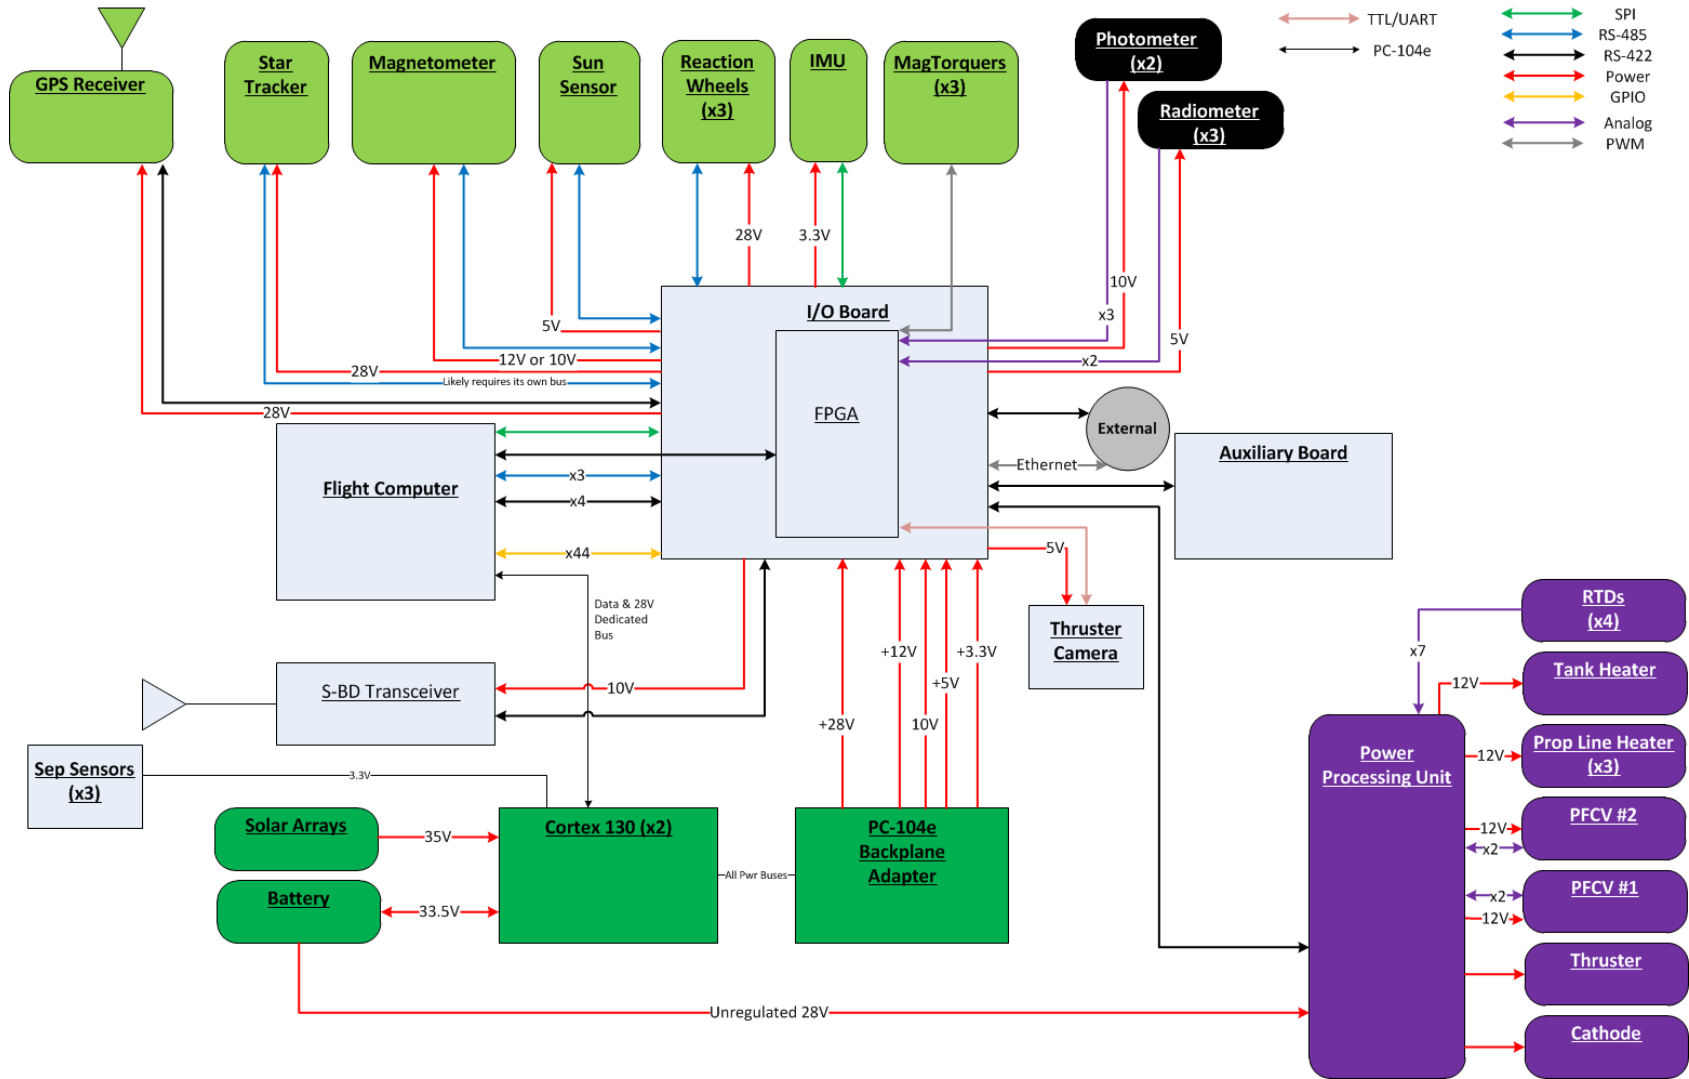 TTL/UART
PC-104e
SPI
RS-485
RS-422
Power
GPIO
Analog
PWM
GPS Receiver
Star
Tracker
Magnetometer
Sun
Sensor
Reaction
Wheels
(x3)
IMU
MagTorquers
(x3)
Photometer
(x2)
Radiometer
(x3)
28V
3.3V
10V
x3
5V
x2
5V
12V or 10V
28V
Likely requires its own bus
28V
I/O Board
FPGA
External
Ethernet
Auxiliary Board
Flight Computer
x3
x4
x44
5V
Data & 28V
Dedicated
Bus
Thruster
Camera
+12V
+3.3V
+5V
10V
+28V
S-BD Transceiver
10V
Sep Sensors
(x3)
3.3V
Solar Arrays
35V
Battery
33.5V
Cortex 130 (x2)
All Pwr Buses
PC-104e
Backplane
Adapter
Unregulated 28V
Power
Processing Unit
RTDs
(x4)
x7
Tank Heater
12V
Prop Line Heater
(x3)
12V
PFCV #2
12V
x2
PFCV #1
x2
12V
Thruster
Cathode